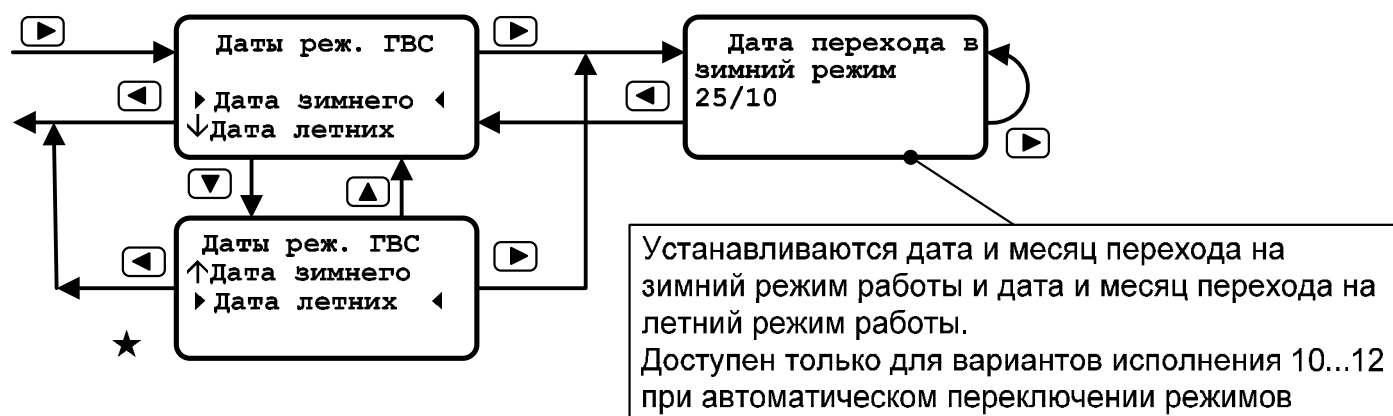 Даты реж. ГВС
Дата зимнего
Дата летних
Дата перехода в
зимний режим
25/10
Даты реж. ГВС
Дата зимнего
Дата летних
Устанавливаются дата и месяц перехода на
зимний режим работы и дата и месяц перехода на
летний режим работы.
Доступен только для вариантов исполнения 10...12
при автоматическом переключении режимов